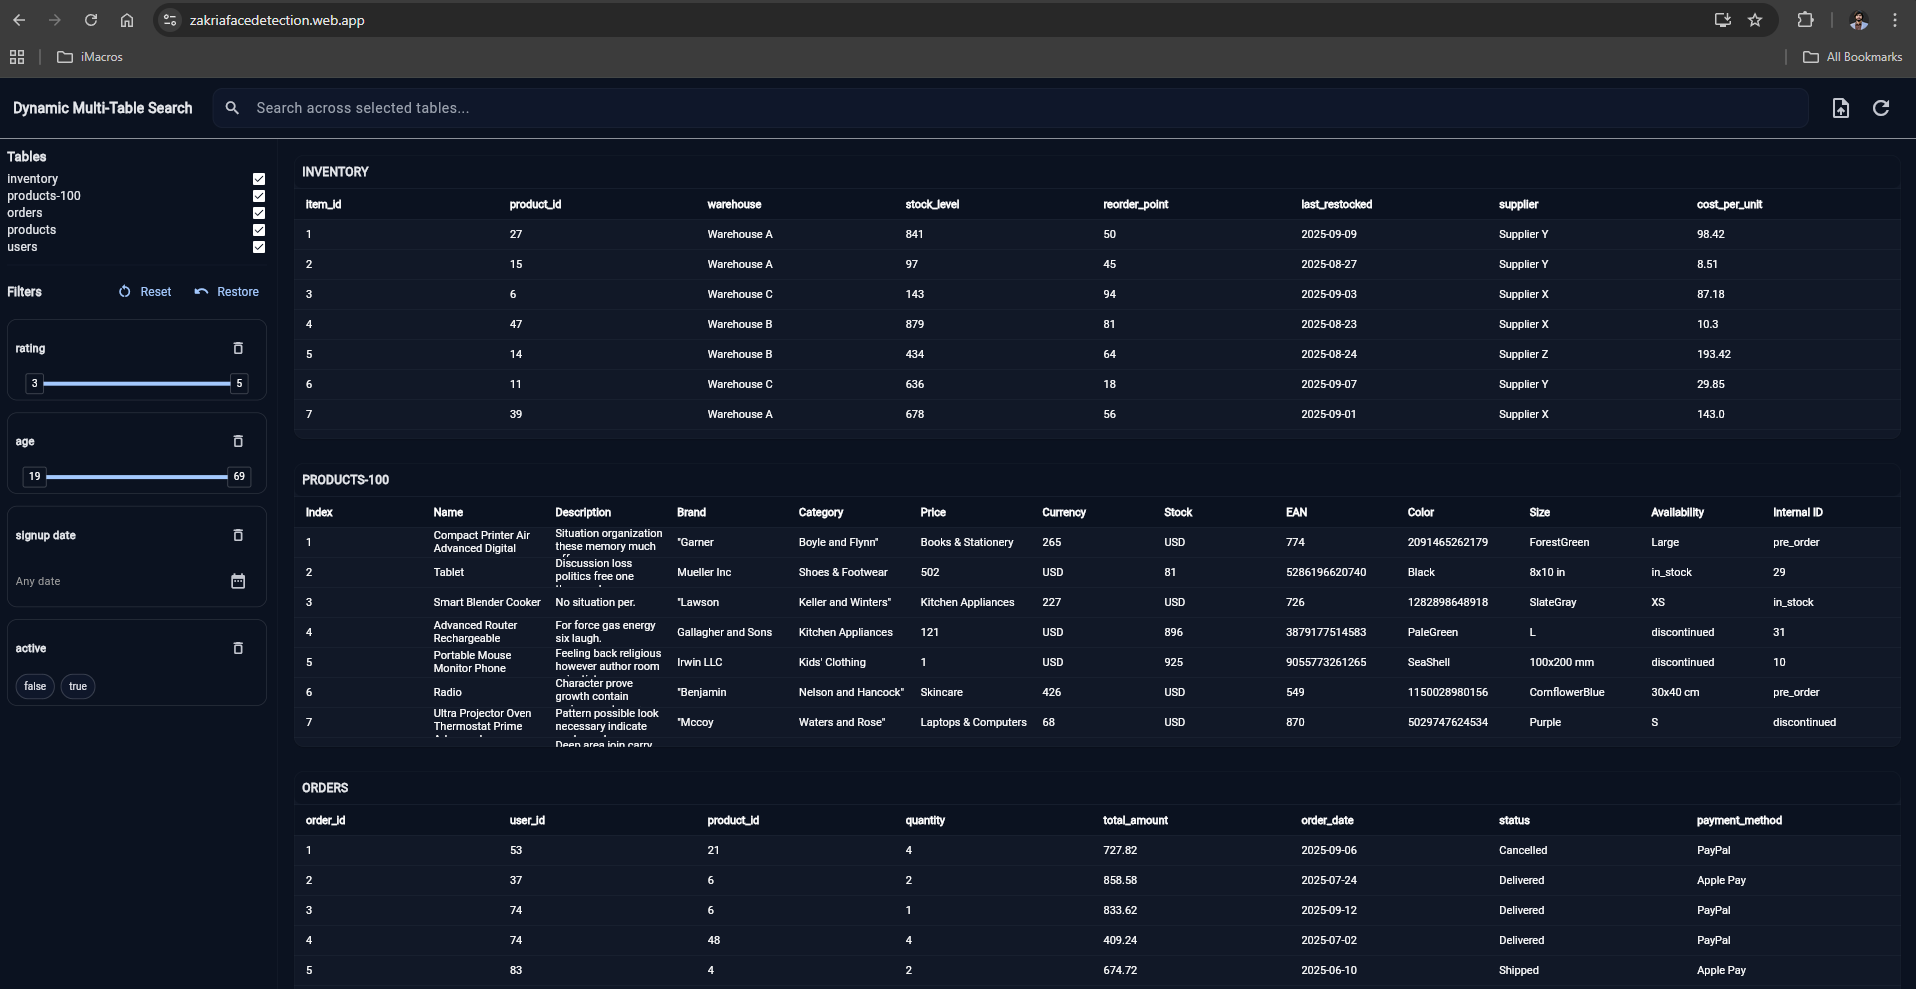 zakriafacedetection.web.app
iMacros
All Bookmarks
Dynamic Multi-Table Search
Search across selected tables...
Tables
inventory
products-100
orders
products
users
Filters Reset Restore
rating
3 5
age
19 69
signup date
Any date
active
false true
INVENTORY
item_id product_id warehouse stock_level reorder_point last_restocked supplier cost_per_unit
1 27 Warehouse A 841 50 2025-09-09 Supplier Y 98.42
2 15 Warehouse A 97 45 2025-08-27 Supplier Y 8.51
3 6 Warehouse C 143 94 2025-09-03 Supplier X 87.18
4 47 Warehouse B 879 81 2025-08-23 Supplier X 10.3
5 14 Warehouse B 434 64 2025-08-24 Supplier Z 193.42
6 11 Warehouse C 636 18 2025-09-07 Supplier Y 29.85
7 39 Warehouse A 678 56 2025-09-01 Supplier X 143.0
PRODUCTS-100
Index Name Description Brand Category Price Currency Stock EAN Color Size Availability Internal ID
1 Compact Printer Air Advanced Digital Situation organization these memory much "Garner Boyle and Flynn" Books & Stationery 265 USD 774 2091465262179 ForestGreen Large pre_order
2 Tablet Discussion loss politics free one Mueller Inc Shoes & Footwear 502 USD 81 5286196620740 Black 8x10 in in_stock 29
3 Smart Blender Cooker No situation per. "Lawson Keller and Winters" Kitchen Appliances 227 USD 726 1282898648918 SlateGray XS in_stock
4 Advanced Router Rechargeable For force gas energy six laugh. Gallagher and Sons Kitchen Appliances 121 USD 896 3879177514583 PaleGreen L discontinued 31
5 Portable Mouse Monitor Phone Feeling back religious however author room Irwin LLC Kids' Clothing 1 USD 925 9055773261265 SeaShell 100x200 mm discontinued 10
6 Radio Character prove growth contain "Benjamin Nelson and Hancock" Skincare 426 USD 549 1150028980156 CornflowerBlue 30x40 cm pre_order
7 Ultra Projector Oven Thermostat Prime Pattern possible look necessary indicate "Mccoy Waters and Rose" Laptops & Computers 68 USD 870 5029747624534 Purple S discontinued
Deep area join carry
ORDERS
order_id user_id product_id quantity total_amount order_date status payment_method
1 53 21 4 727.82 2025-09-06 Cancelled PayPal
2 37 6 2 858.58 2025-07-24 Delivered Apple Pay
3 74 6 1 833.62 2025-09-12 Delivered PayPal
4 74 48 4 409.24 2025-07-02 Delivered PayPal
5 83 4 2 674.72 2025-06-10 Shipped Apple Pay